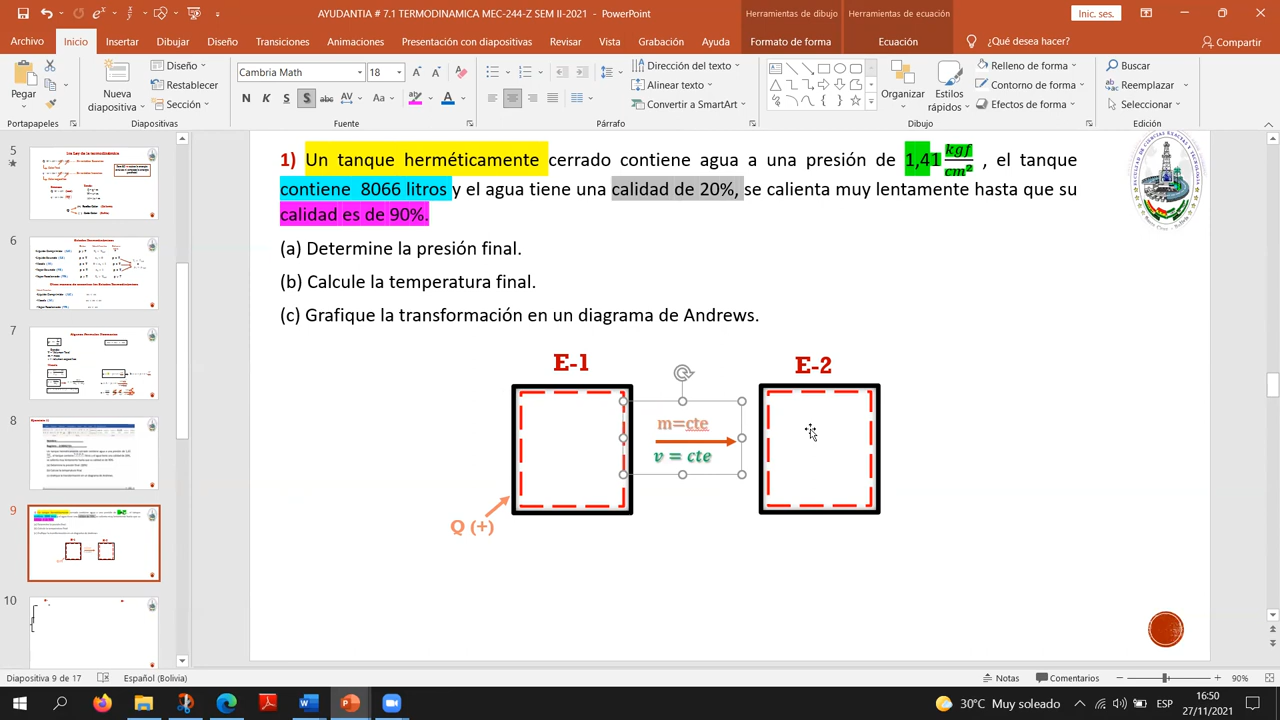 AYUDANTIA # 7.1 TERMODINAMICA MEC-244-Z SEM II-2021 - PowerPoint
Herramientas de dibujo
Herramientas de ecuación
Inic. ses.
Archivo Inicio Insertar Dibujar Diseño Transiciones Animaciones Presentación con diapositivas Revisar Vista Grabación Ayuda Formato de forma Ecuación ¿Qué desea hacer? Compartir
Pegar
Nueva diapositiva
Diseño
Restablecer
Sección
Cambria Math 18
N K S S abc AV Aa
Dirección del texto
Alinear texto
Convertir a SmartArt
Organizar
Estilos rápidos
Relleno de forma
Contorno de forma
Efectos de forma
Buscar
Reemplazar
Seleccionar
Portapapeles Diapositivas Fuente Párrafo Dibujo Edición
1) Un tanque herméticamente cerrado contiene agua a una presión de 1,41 kgf/cm² , el tanque
contiene 8066 litros y el agua tiene una calidad de 20%, se calienta muy lentamente hasta que su
calidad es de 90%.
(a) Determine la presión final.
(b) Calcule la temperatura final.
(c) Grafique la transformación en un diagrama de Andrews.
E-1
E-2
m=cte
v = cte
Q (+)
7
8
9
10
Diapositiva 9 de 17
Español (Bolivia)
Notas
Comentarios
90%
30°C Muy soleado
ESP
16:50
27/11/2021